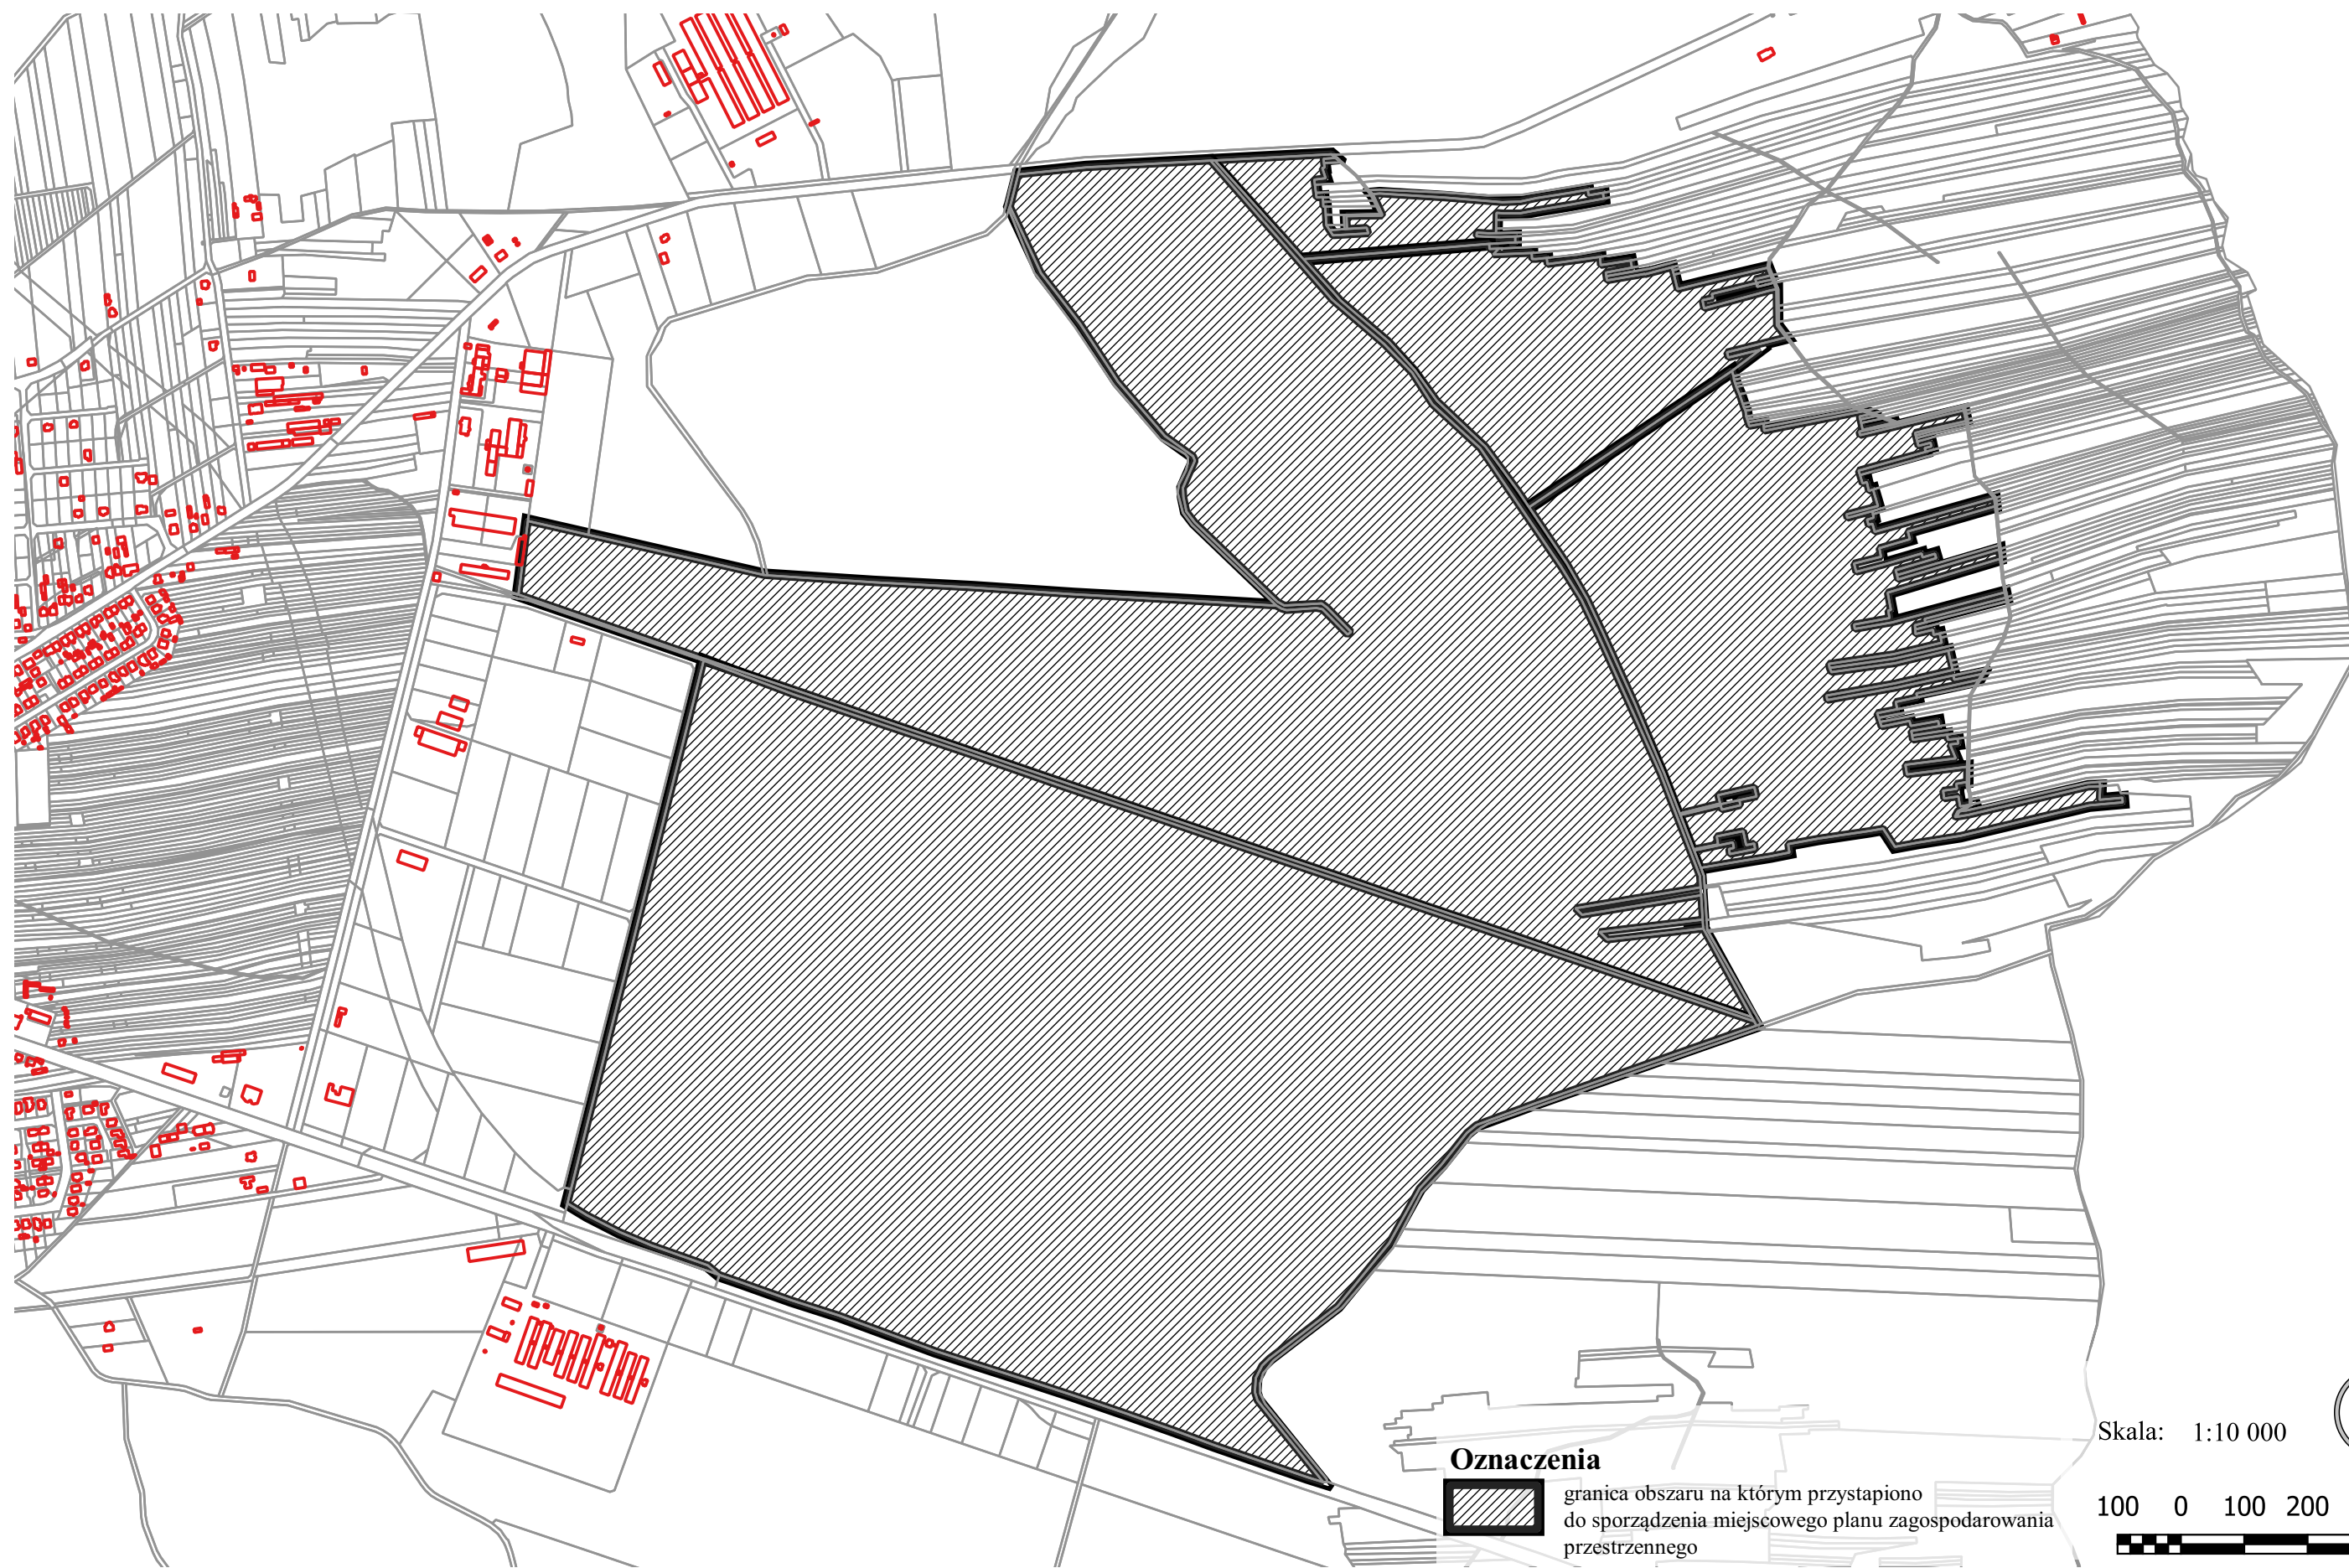 Oznaczenia
granica obszaru na którym przystapiono
do sporządzenia miejscowego planu zagospodarowania
przestrzennego
Skala: 1:10 000
100 0 100 200